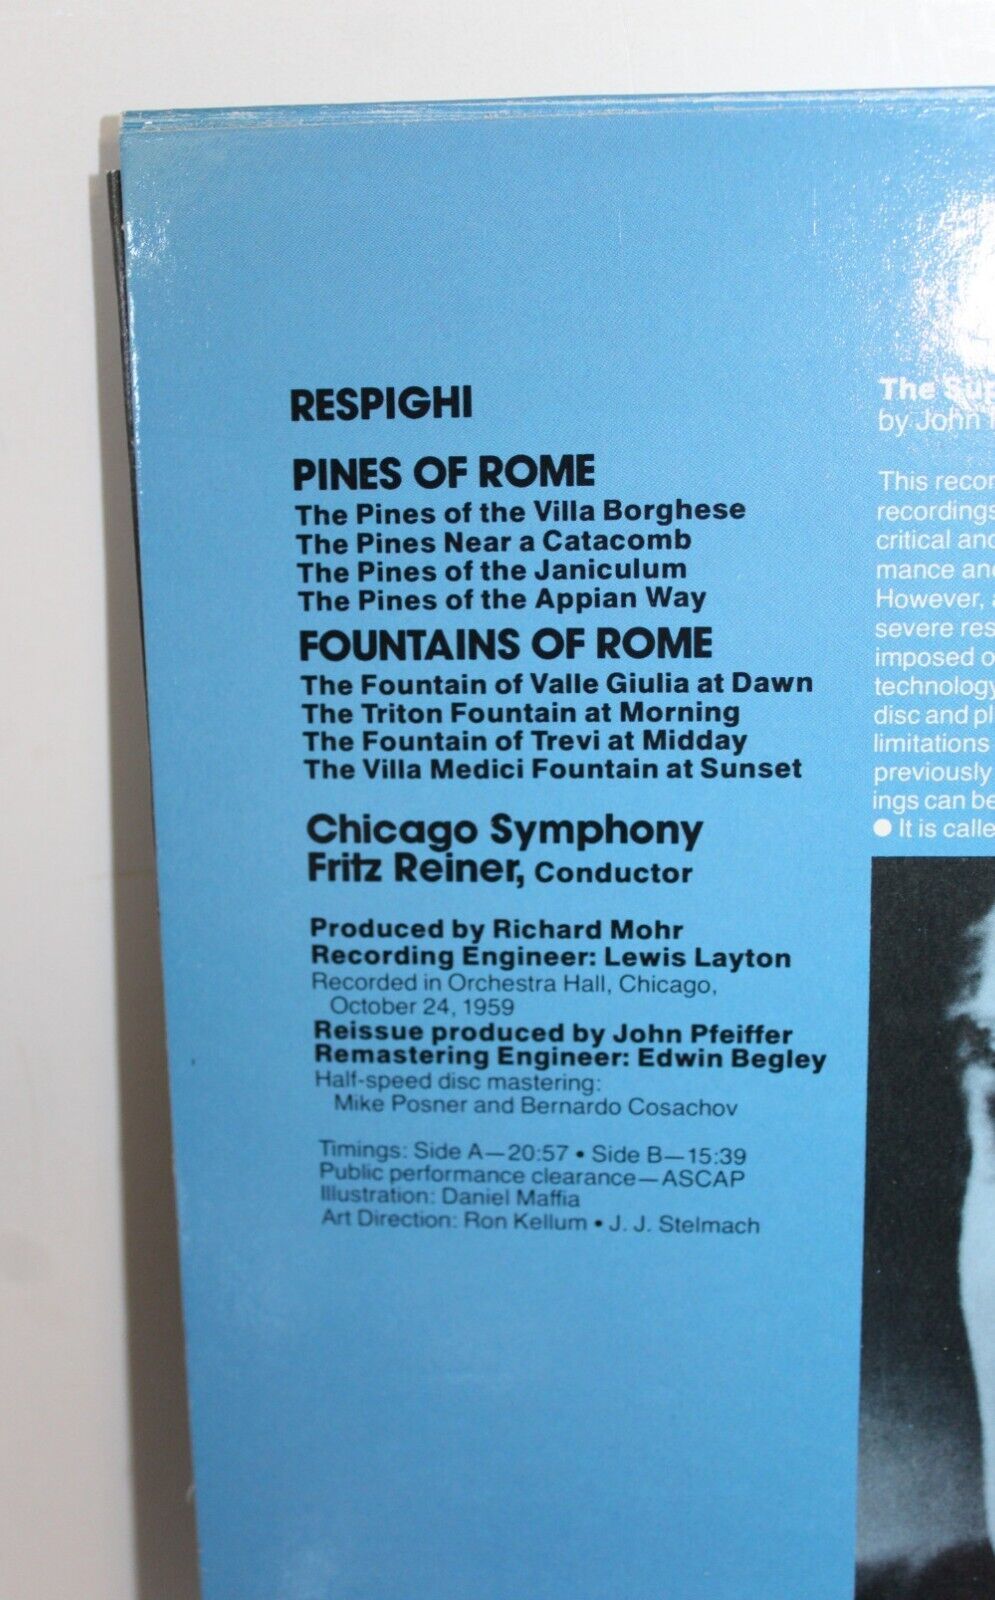 RESPIGHI
PINES OF ROME
The Pines of the Villa Borghese
The Pines Near a Catacomb
The Pines of the Janiculum
The Pines of the Appian Way
FOUNTAINS OF ROME
The Fountain of Valle Giulia at Dawn
The Triton Fountain at Morning
The Fountain of Trevi at Midday
The Villa Medici Fountain at Sunset
Chicago Symphony
Fritz Reiner, Conductor
Produced by Richard Mohr
Recording Engineer: Lewis Layton
Recorded in Orchestra Hall, Chicago,
October 24, 1959
Reissue produced by John Pfeiffer
Remastering Engineer: Edwin Begley
Half-speed disc mastering:
Mike Posner and Bernardo Cosachov
Timings: Side A—20:57 • Side B—15:39
Public performance clearance—ASCAP
Illustration: Daniel Maffia
Art Direction: Ron Kellum • J. J. Stelmach
The
by John
This recor
recordings
critical and
mance and
However,
severe res
imposed o
technology
disc and pl
limitations
previously
ings can be
● It is calle